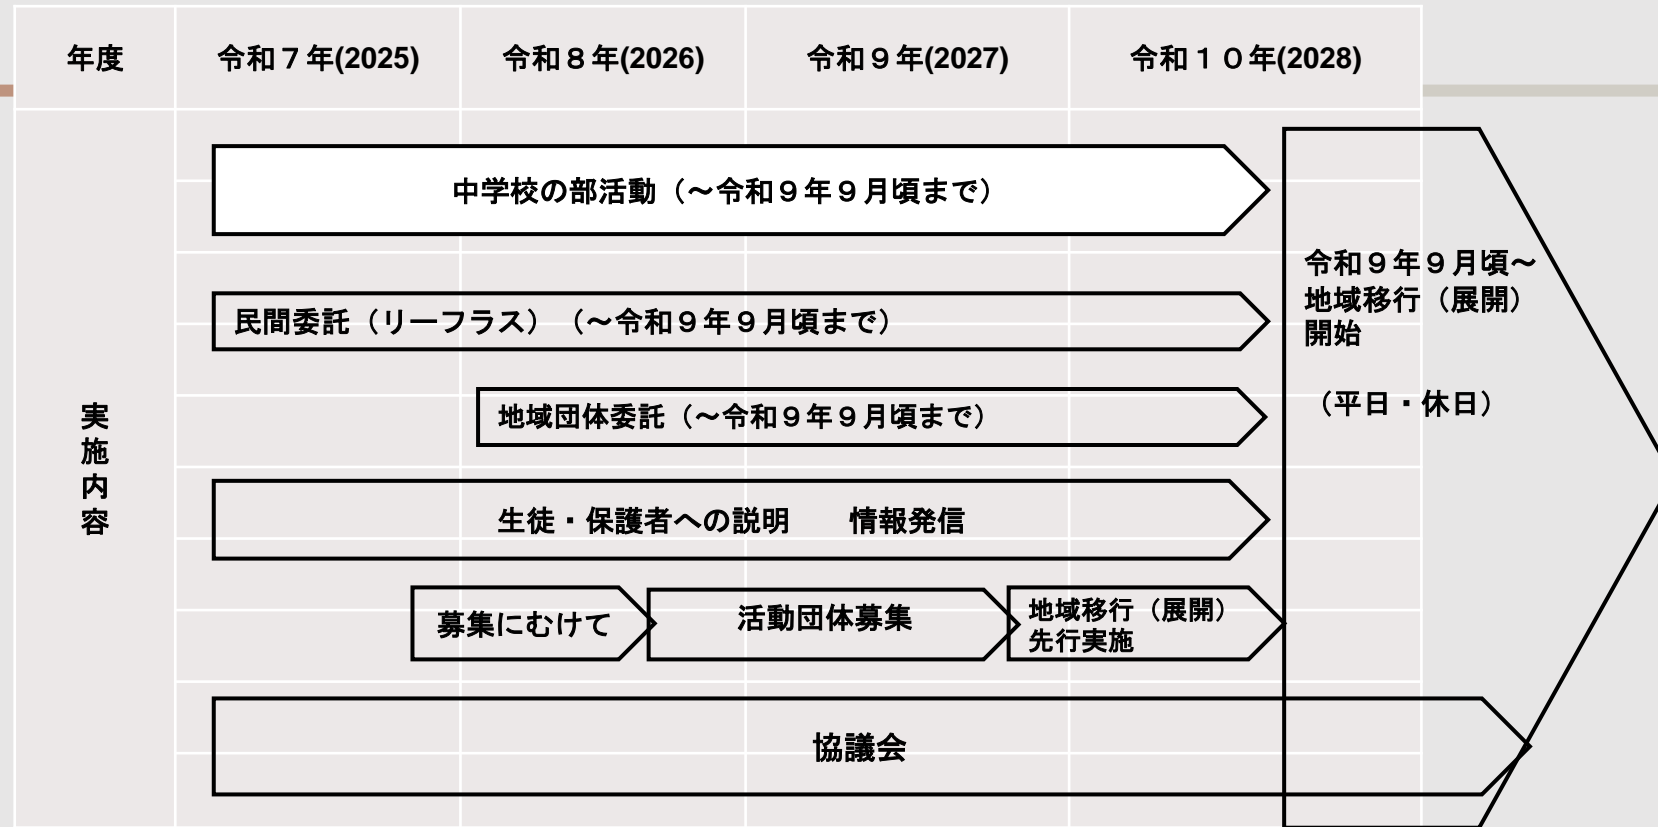 年度
令和７年(2025)
令和８年(2026)
令和９年(2027)
令和１０年(2028)
実施内容
中学校の部活動（～令和９年９月頃まで）
民間委託（リーフラス）（～令和９年９月頃まで）
地域団体委託（～令和９年９月頃まで）
生徒・保護者への説明　　情報発信
募集にむけて
活動団体募集
地域移行（展開）
先行実施
協議会
令和９年９月頃～
地域移行（展開）
開始
（平日・休日）